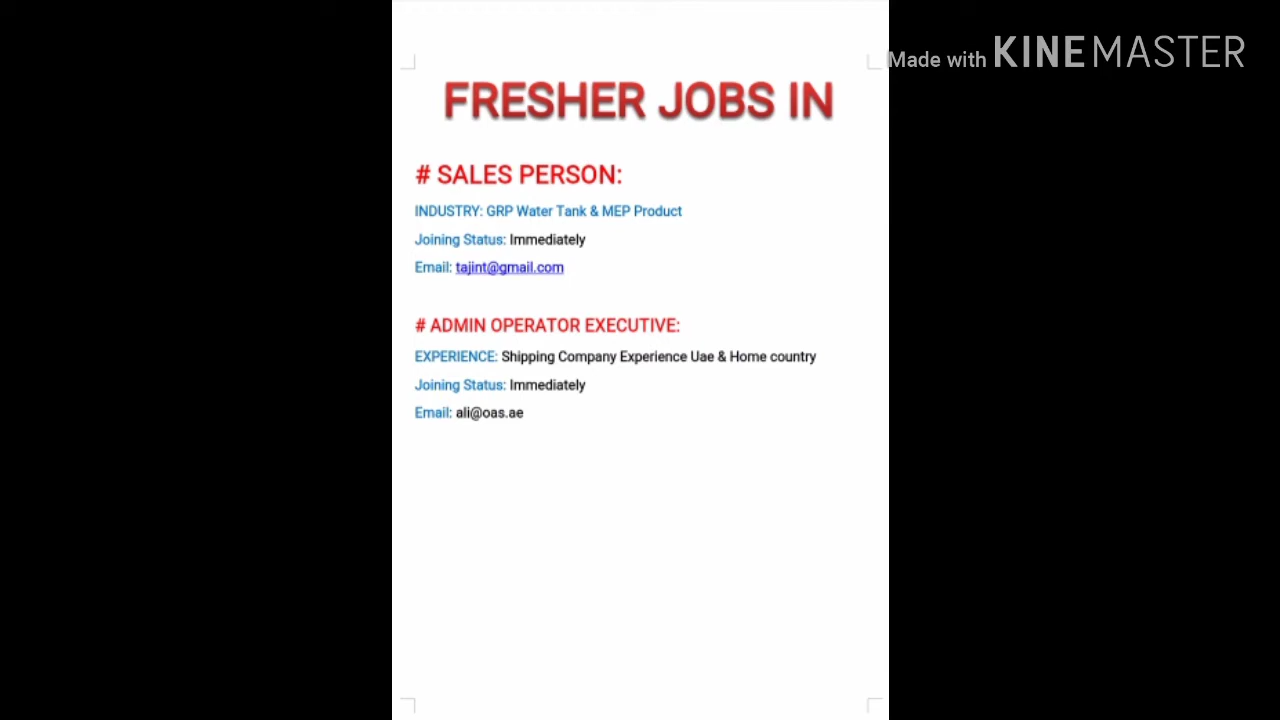 Made with KINEMASTER
FRESHER JOBS IN
# SALES PERSON:
INDUSTRY: GRP Water Tank & MEP Product
Joining Status: Immediately
Email: tajint@gmail.com
# ADMIN OPERATOR EXECUTIVE:
EXPERIENCE: Shipping Company Experience Uae & Home country
Joining Status: Immediately
Email: ali@oas.ae